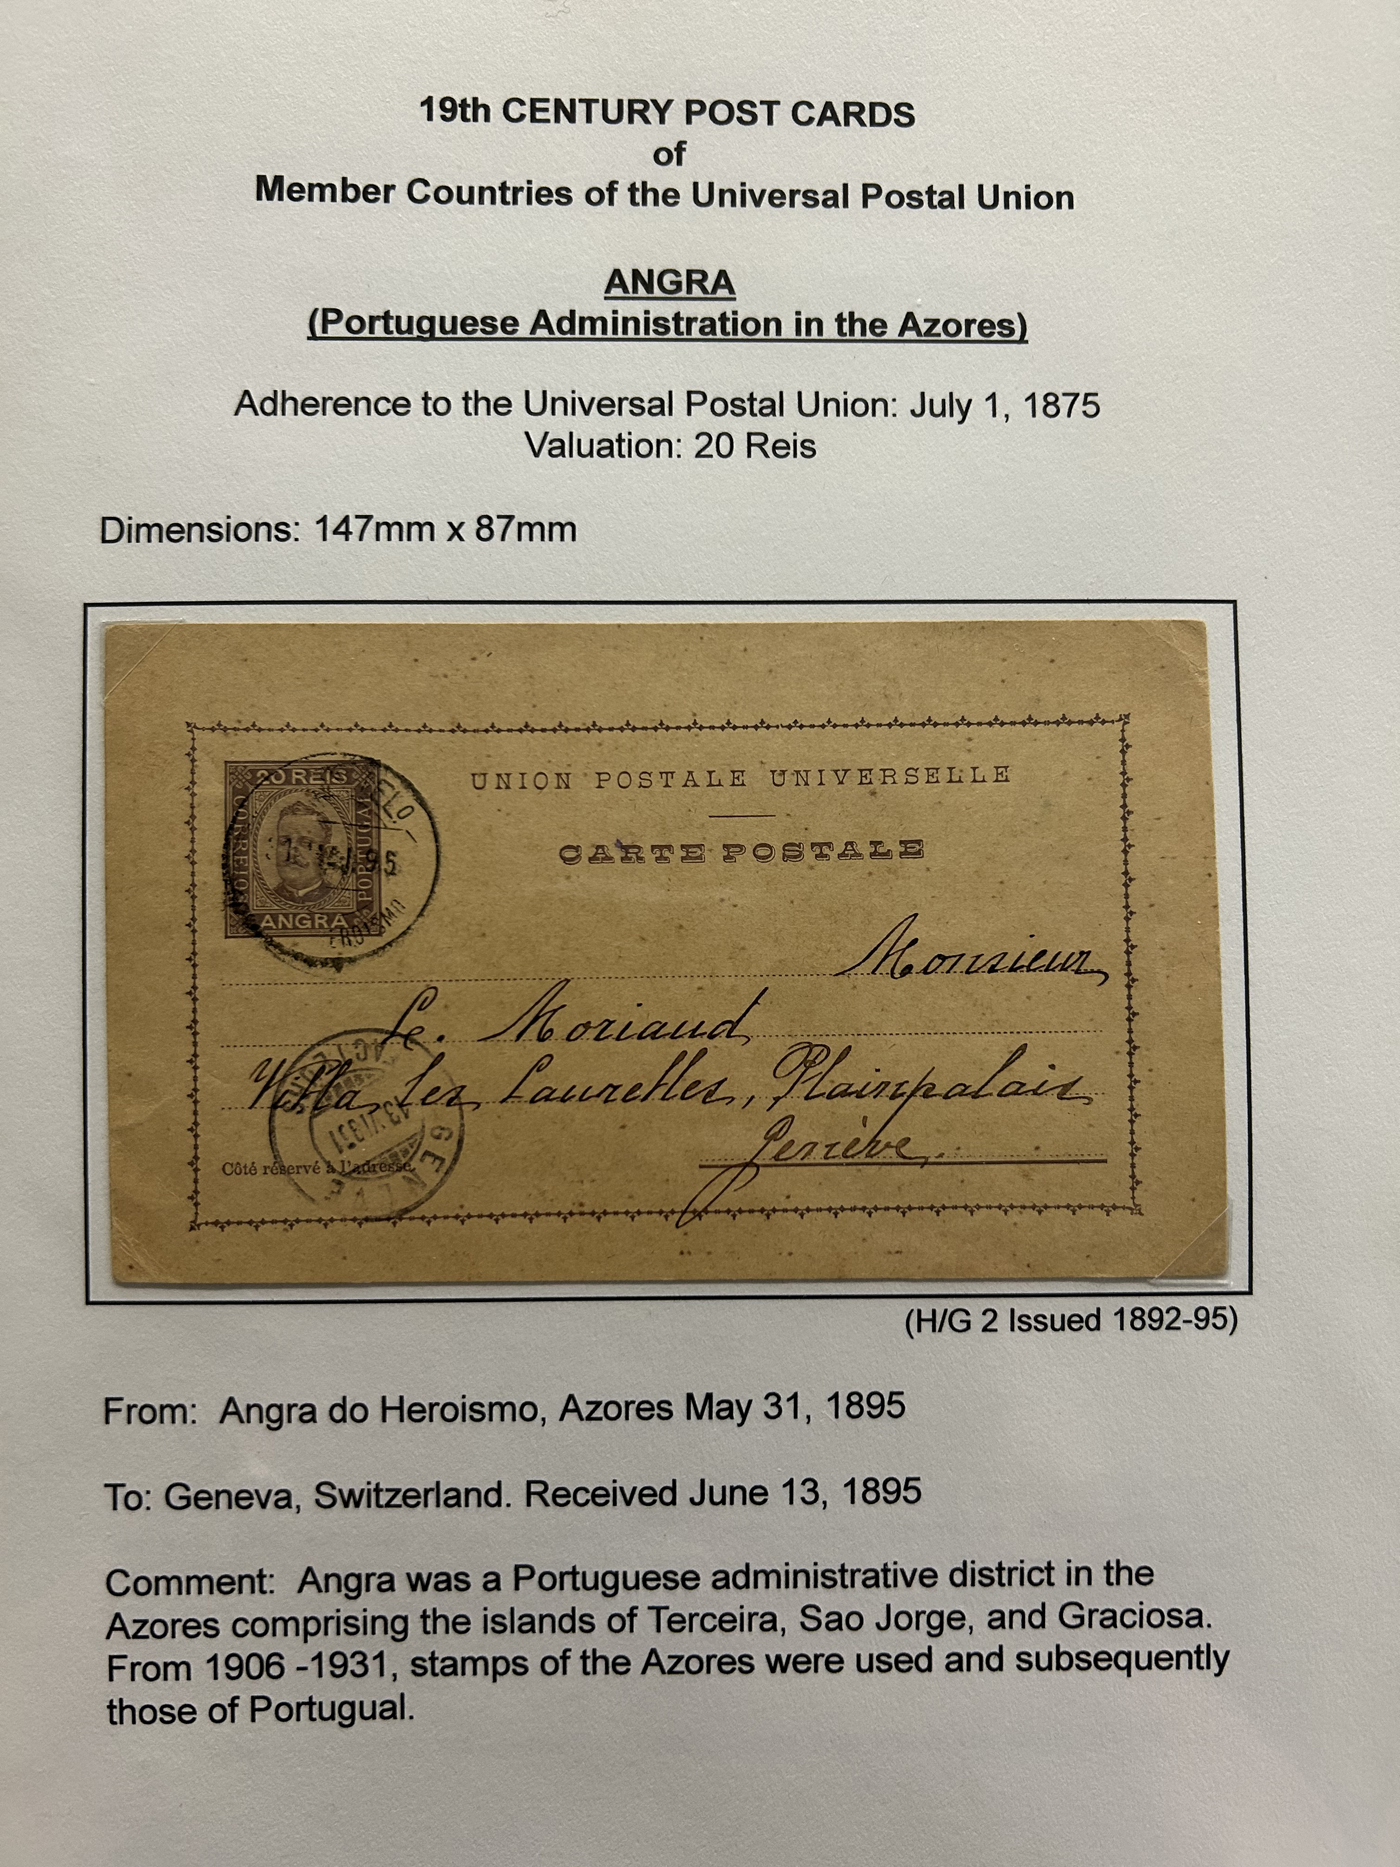 19th CENTURY POST CARDS
of
Member Countries of the Universal Postal Union
ANGRA
(Portuguese Administration in the Azores)
Adherence to the Universal Postal Union: July 1, 1875
Valuation: 20 Reis
Dimensions: 147mm x 87mm
20 REIS
CORREIOS
PORTUGAL
ANGRA
95
UNION POSTALE UNIVERSELLE
CARTE POSTALE
Monsieur
Moriaud
Villa les Laurelles, Plainpalais
Genève
Côté réservé à l'adresse.
(H/G 2 Issued 1892-95)
From: Angra do Heroismo, Azores May 31, 1895
To: Geneva, Switzerland. Received June 13, 1895
Comment: Angra was a Portuguese administrative district in the
Azores comprising the islands of Terceira, Sao Jorge, and Graciosa.
From 1906 -1931, stamps of the Azores were used and subsequently
those of Portugual.